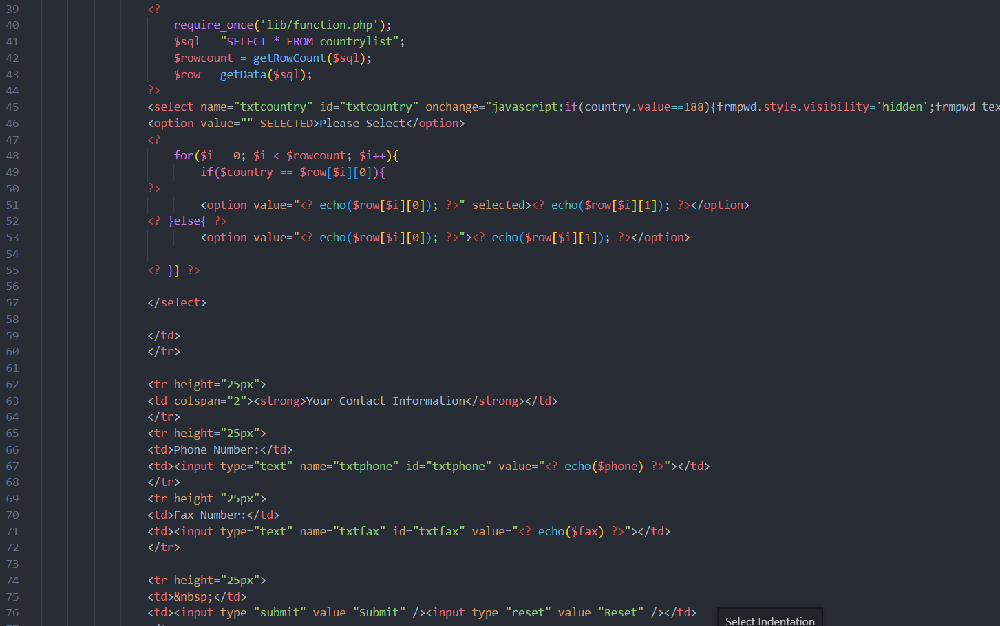 39 <?
40 require_once('lib/function.php');
41 $sql = "SELECT * FROM countrylist";
42 $rowcount = getRowCount($sql);
43 $row = getData($sql);
44 ?>
45 <select name="txtcountry" id="txtcountry" onchange="javascript:if(country.value==188){frmpwd.style.visibility='hidden';frmpwd_tex
46 <option value="" SELECTED>Please Select</option>
47 <?
48 for($i = 0; $i < $rowcount; $i++){
49 if($country == $row[$i][0]){
50 ?>
51 <option value="<? echo($row[$i][0]); ?>" selected><? echo($row[$i][1]); ?></option>
52 <? }else{ ?>
53 <option value="<? echo($row[$i][0]); ?>"><? echo($row[$i][1]); ?></option>
54
55 <? }} ?>
56
57 </select>
58
59 </td>
60 </tr>
61
62 <tr height="25px">
63 <td colspan="2"><strong>Your Contact Information</strong></td>
64 </tr>
65 <tr height="25px">
66 <td>Phone Number:</td>
67 <td><input type="text" name="txtphone" id="txtphone" value="<? echo($phone) ?>"></td>
68 </tr>
69 <tr height="25px">
70 <td>Fax Number:</td>
71 <td><input type="text" name="txtfax" id="txtfax" value="<? echo($fax) ?>"></td>
72 </tr>
73
74 <tr height="25px">
75 <td>&nbsp;</td>
76 <td><input type="submit" value="Submit" /><input type="reset" value="Reset" /></td>
Select Indentation